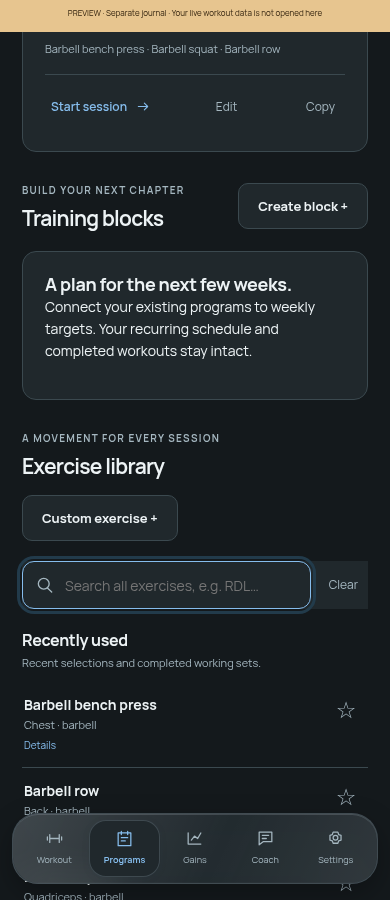 PREVIEW · Separate journal · Your live workout data is not opened here
Barbell bench press · Barbell squat · Barbell row
Start session → Edit Copy
BUILD YOUR NEXT CHAPTER
Training blocks
Create block +
A plan for the next few weeks.
Connect your existing programs to weekly
targets. Your recurring schedule and
completed workouts stay intact.
A MOVEMENT FOR EVERY SESSION
Exercise library
Custom exercise +
Search all exercises, e.g. RDL...
Clear
Recently used
Recent selections and completed working sets.
Barbell bench press
Chest · barbell
Details
Barbell row
Back · barbell
Workout Programs Gains Coach Settings
Quadriceps · barbell